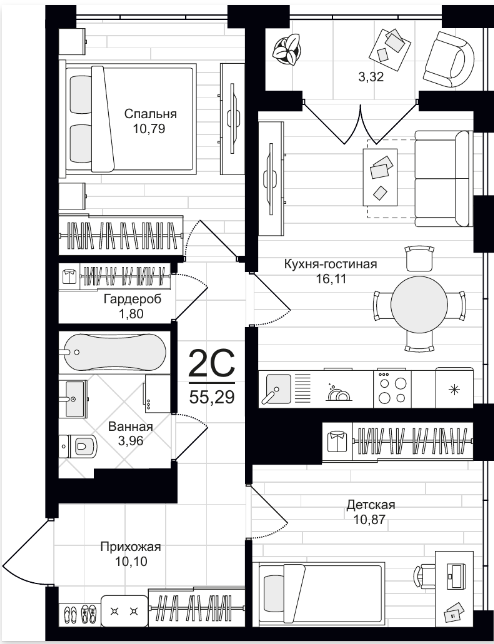 3,32
Спальня
10,79
Кухня-гостиная
16,11
Гардероб
1,80
2С
55,29
Ванная
3,96
Детская
10,87
Прихожая
10,10